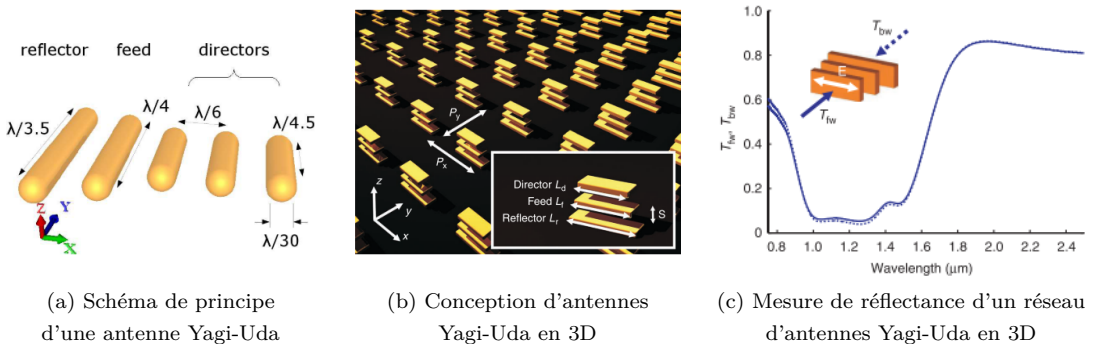 reflector feed directors
λ/3.5
λ/4
λ/6
λ/4.5
λ/30
Z Y X
(a) Schéma de principe
d'une antenne Yagi-Uda
Py
Px
z
y
x
Director Ld
Feed Lf
Reflector Lr
S
(b) Conception d'antennes
Yagi-Uda en 3D
Tfw, Tbw
1.0
0.8
0.6
0.4
0.2
0.0
Tbw
E
Tfw
1.0 1.2 1.4 1.6 1.8 2.0 2.2 2.4
Wavelength (μm)
(c) Mesure de réflectance d'un réseau
d'antennes Yagi-Uda en 3D